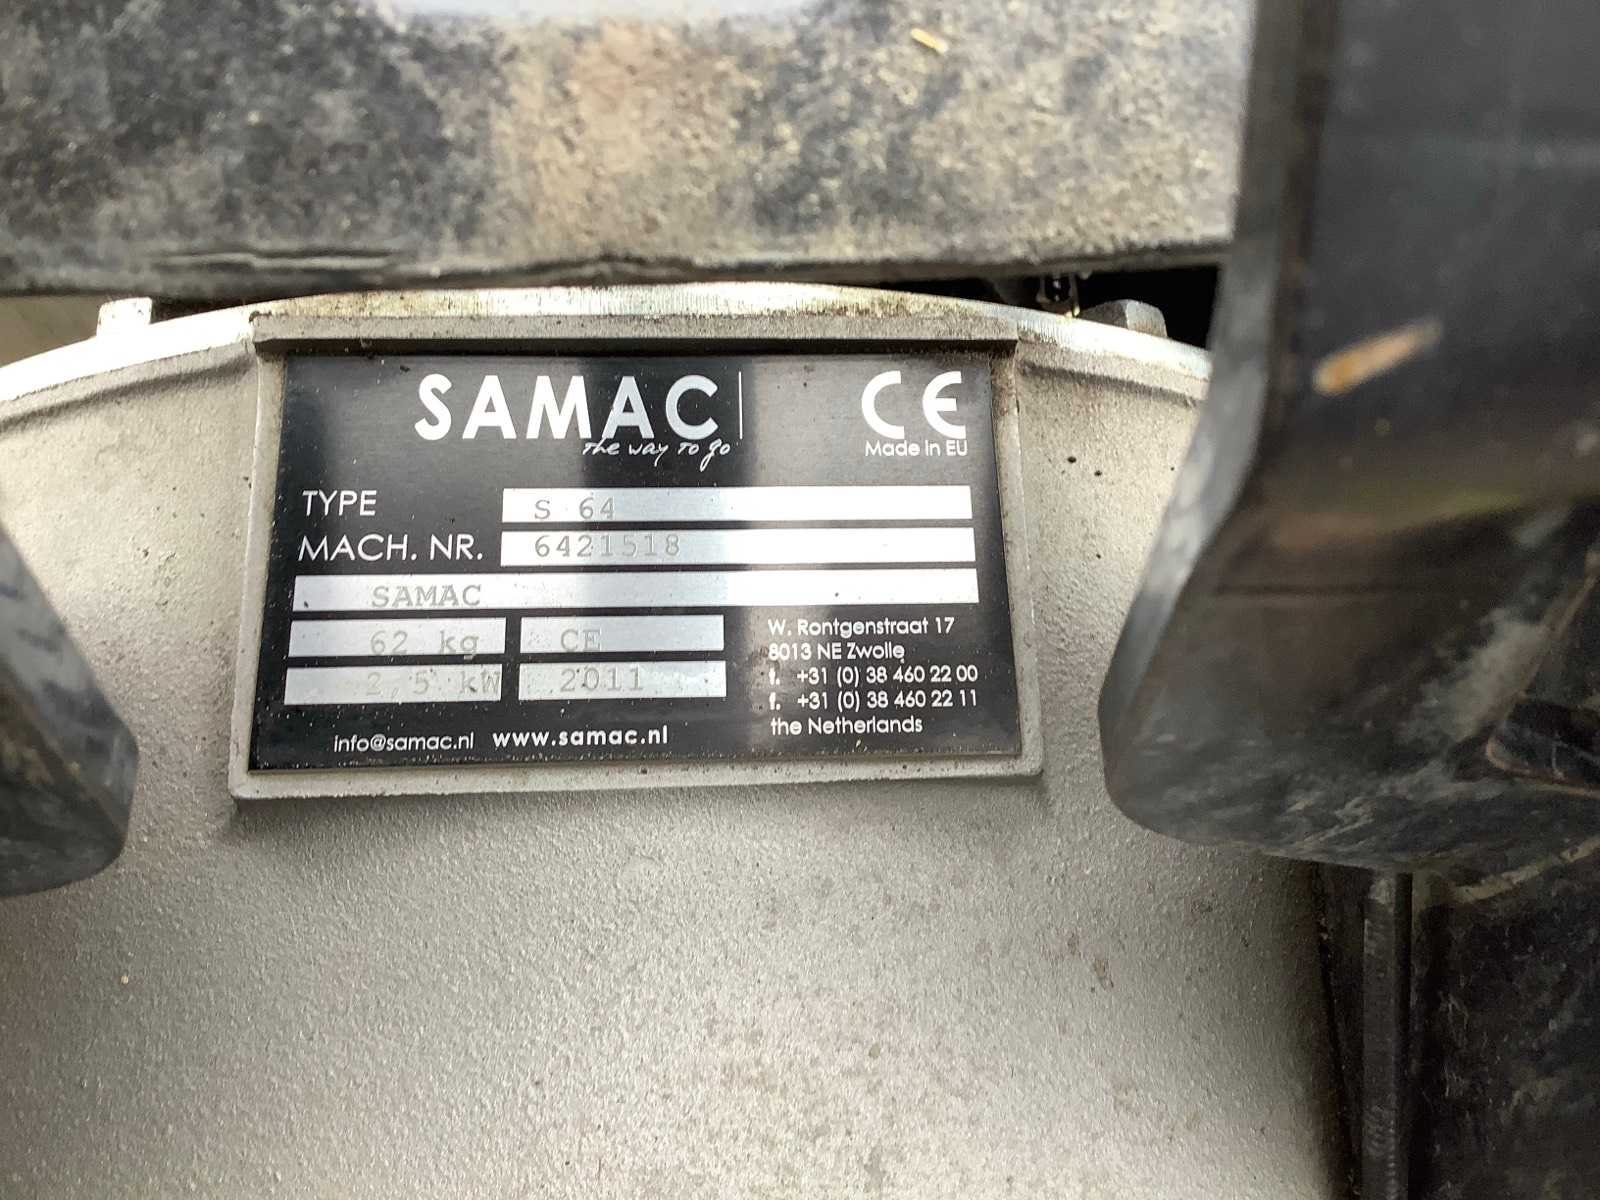 SAMAC
the way to go
CE
Made in EU
TYPE S 64
MACH. NR. 6421518
SAMAC
62 kg CE
2,5 kW 2011
W. Rontgenstraat 17
8013 NE Zwolle
t. +31 (0) 38 460 22 00
f. +31 (0) 38 460 22 11
the Netherlands
info@samac.nl www.samac.nl